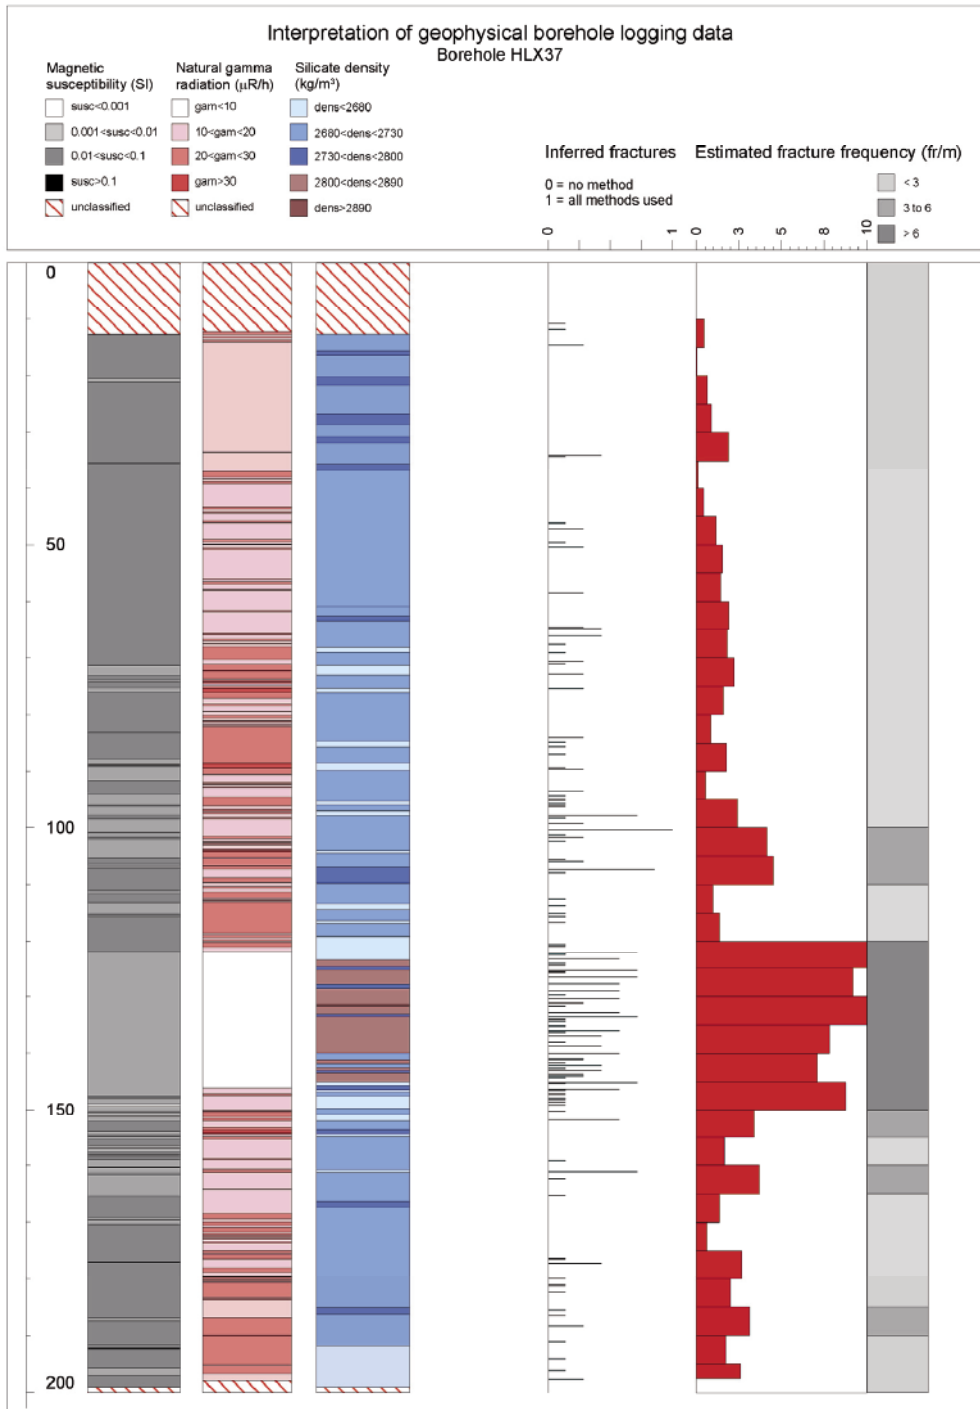 Interpretation of geophysical borehole logging data
Borehole HLX37
Magnetic susceptibility (SI)
susc<0.001
0.001<susc<0.01
0.01<susc<0.1
susc>0.1
unclassified
Natural gamma radiation (μR/h)
gam<10
10<gam<20
20<gam<30
gam>30
unclassified
Silicate density (kg/m³)
dens<2680
2680<dens<2730
2730<dens<2800
2800<dens<2890
dens>2890
Inferred fractures
0 = no method
1 = all methods used
0 1
Estimated fracture frequency (fr/m)
< 3
3 to 6
> 6
0 3 5 8 10
0
50
100
150
200